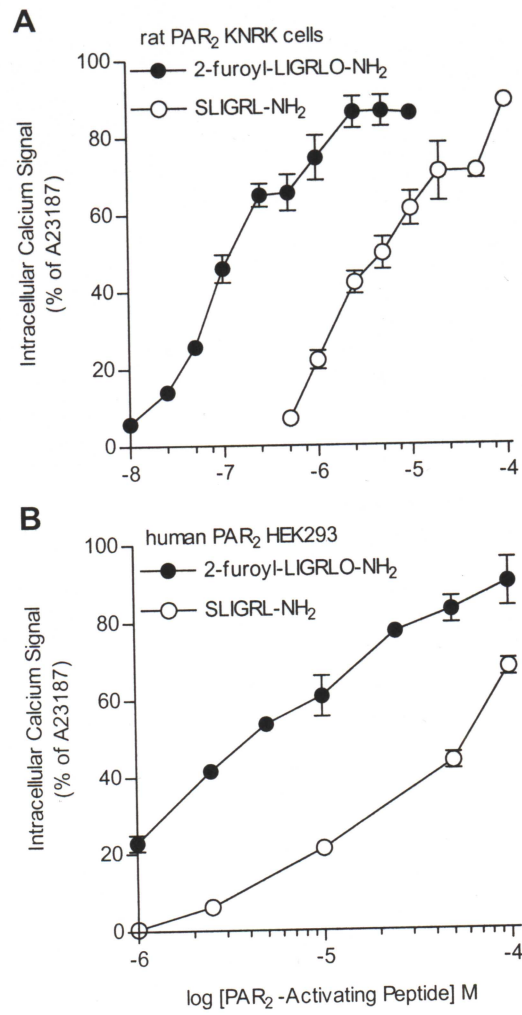 A
rat PAR2 KNRK cells
2-furoyl-LIGRLO-NH2
SLIGRL-NH2
Intracellular Calcium Signal
(% of A23187)
100
80
60
40
20
0
-8
-7
-6
-5
-4
B
human PAR2 HEK293
2-furoyl-LIGRLO-NH2
SLIGRL-NH2
Intracellular Calcium Signal
(% of A23187)
100
80
60
40
20
0
-6
-5
-4
log [PAR2 -Activating Peptide] M